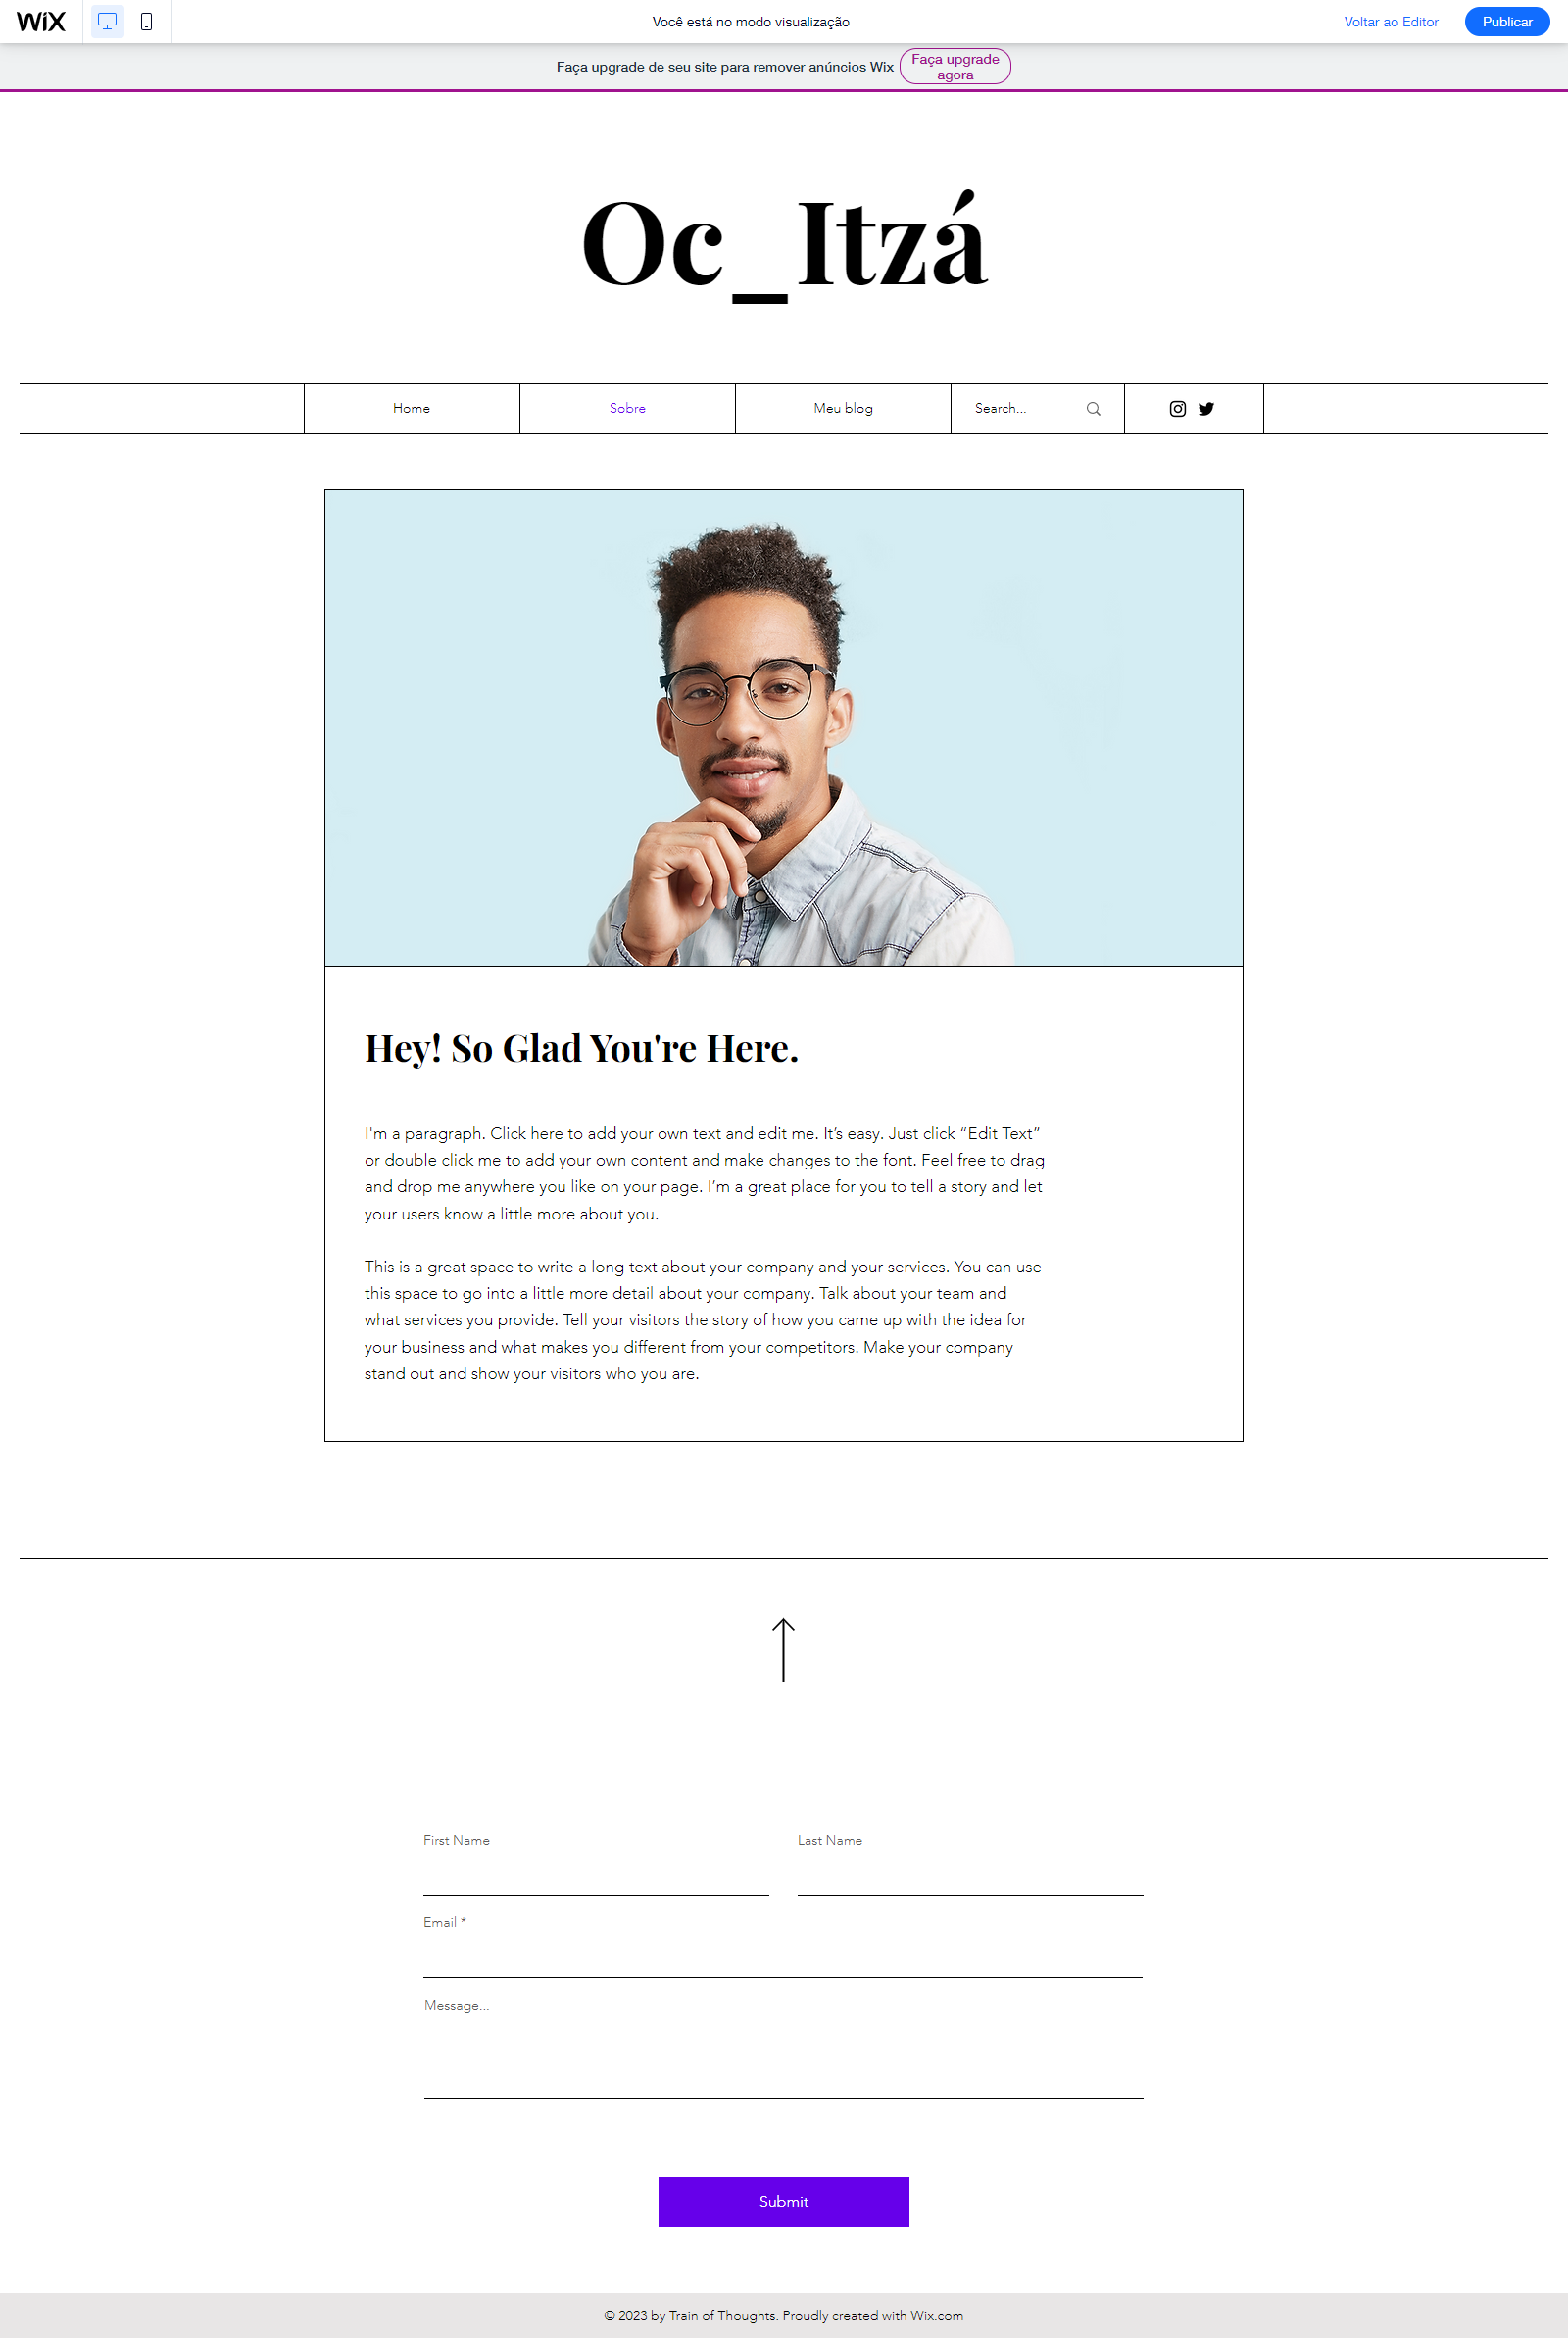 WiX
Você está no modo visualização
Voltar ao Editor
Publicar
Faça upgrade de seu site para remover anúncios Wix
Faça upgrade
agora
Oc_Itzá
Home
Sobre
Meu blog
Search...
Hey! So Glad You're Here.
I'm a paragraph. Click here to add your own text and edit me. It’s easy. Just click “Edit Text”
or double click me to add your own content and make changes to the font. Feel free to drag
and drop me anywhere you like on your page. I’m a great place for you to tell a story and let
your users know a little more about you.
This is a great space to write a long text about your company and your services. You can use
this space to go into a little more detail about your company. Talk about your team and
what services you provide. Tell your visitors the story of how you came up with the idea for
your business and what makes you different from your competitors. Make your company
stand out and show your visitors who you are.
First Name
Last Name
Email *
Message...
Submit
© 2023 by Train of Thoughts. Proudly created with Wix.com